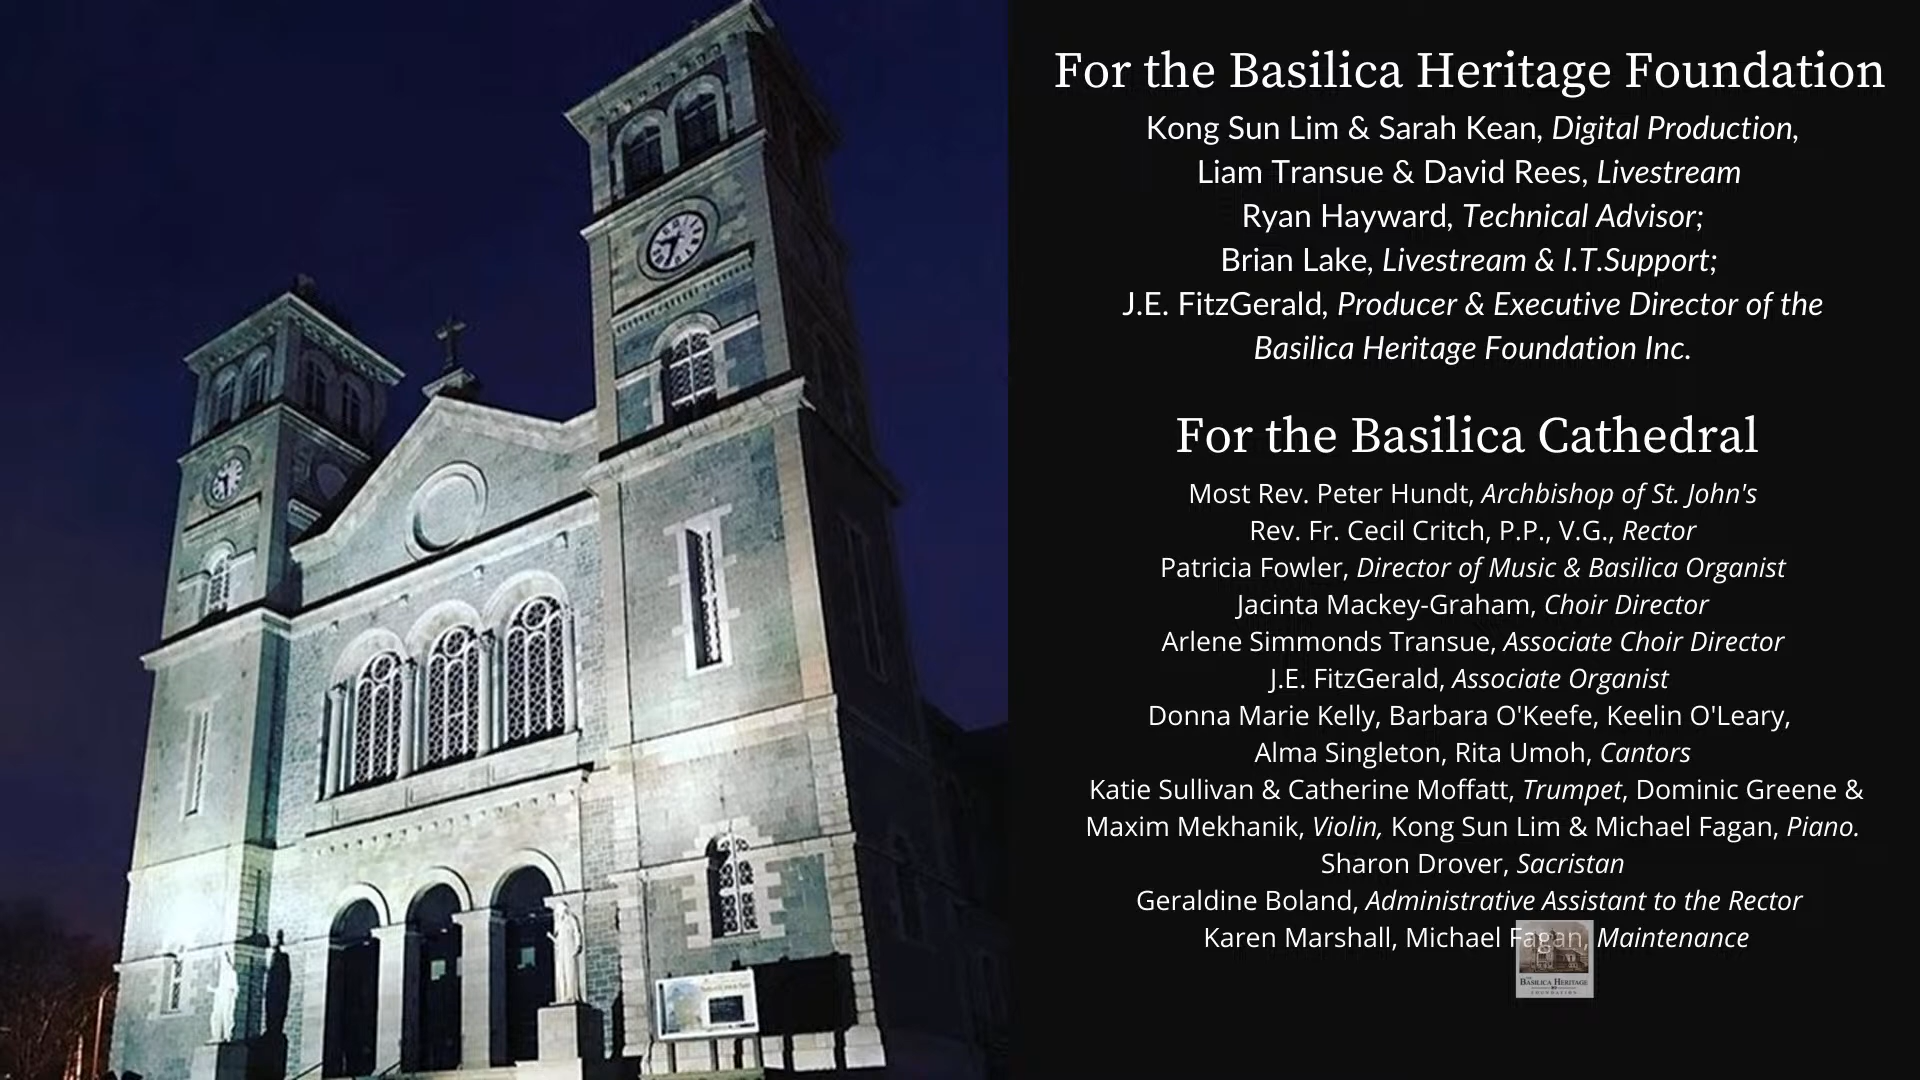 For the Basilica Heritage Foundation
Kong Sun Lim & Sarah Kean, Digital Production,
Liam Transue & David Rees, Livestream
Ryan Hayward, Technical Advisor;
Brian Lake, Livestream & I.T.Support;
J.E. FitzGerald, Producer & Executive Director of the
Basilica Heritage Foundation Inc.
For the Basilica Cathedral
Most Rev. Peter Hundt, Archbishop of St. John's
Rev. Fr. Cecil Critch, P.P., V.G., Rector
Patricia Fowler, Director of Music & Basilica Organist
Jacinta Mackey-Graham, Choir Director
Arlene Simmonds Transue, Associate Choir Director
J.E. FitzGerald, Associate Organist
Donna Marie Kelly, Barbara O'Keefe, Keelin O'Leary,
Alma Singleton, Rita Umoh, Cantors
Katie Sullivan & Catherine Moffatt, Trumpet, Dominic Greene &
Maxim Mekhanik, Violin, Kong Sun Lim & Michael Fagan, Piano.
Sharon Drover, Sacristan
Geraldine Boland, Administrative Assistant to the Rector
Karen Marshall, Michael Fagan, Maintenance
BASILICA HERITAGE
FOUNDATION